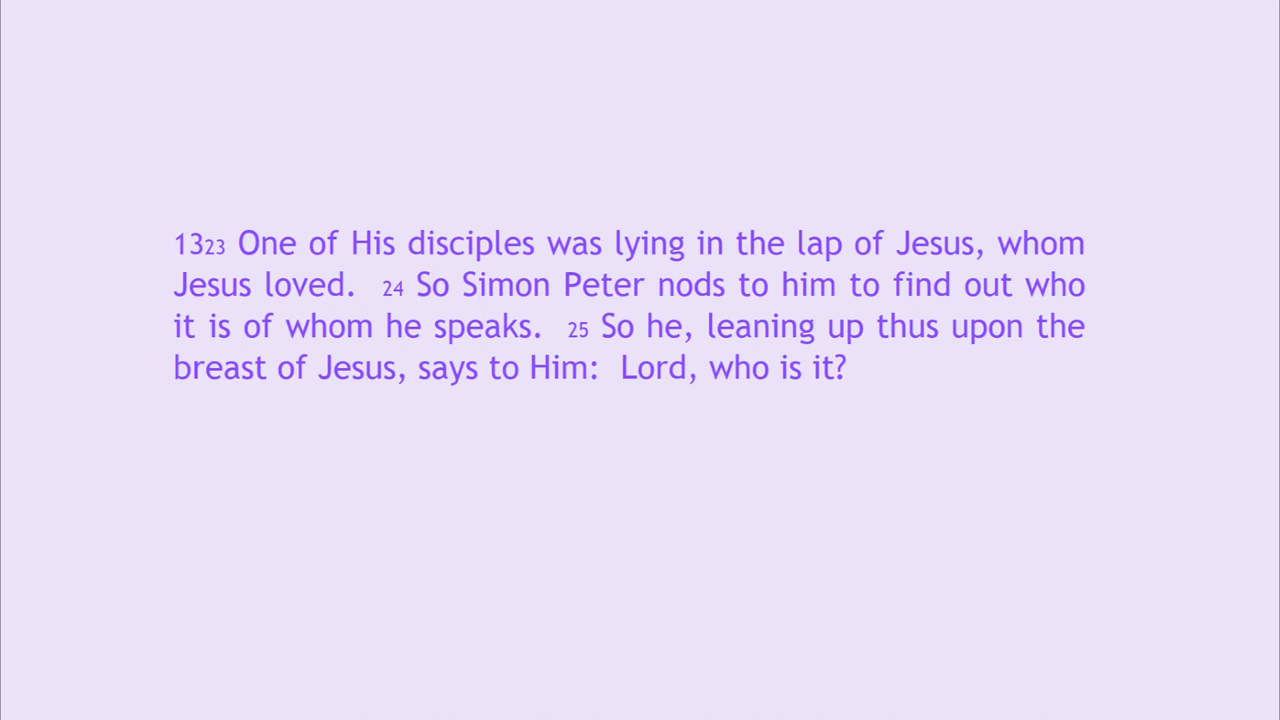 1323 One of His disciples was lying in the lap of Jesus, whom
Jesus loved.  24 So Simon Peter nods to him to find out who
it is of whom he speaks.  25 So he, leaning up thus upon the
breast of Jesus, says to Him:  Lord, who is it?